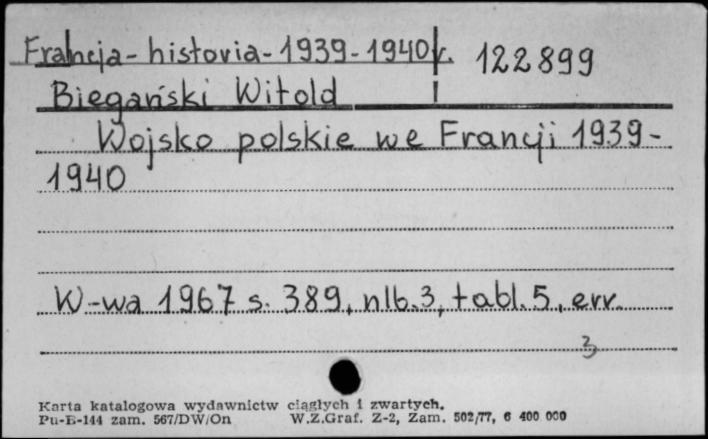 Francja - historia - 1939 - 1940 r. 122899
Biegański Witold
Wojsko polskie we Francji 1939 -
1940
W-wa 1967 s. 389, nlb. 3, tabl. 5, err.
3
Karta katalogowa wydawnictw ciągłych i zwartych.
Pu-B-144 zam. 567/DW/On W.Z.Graf. Z-2, Zam. 502/77, 6 400 000